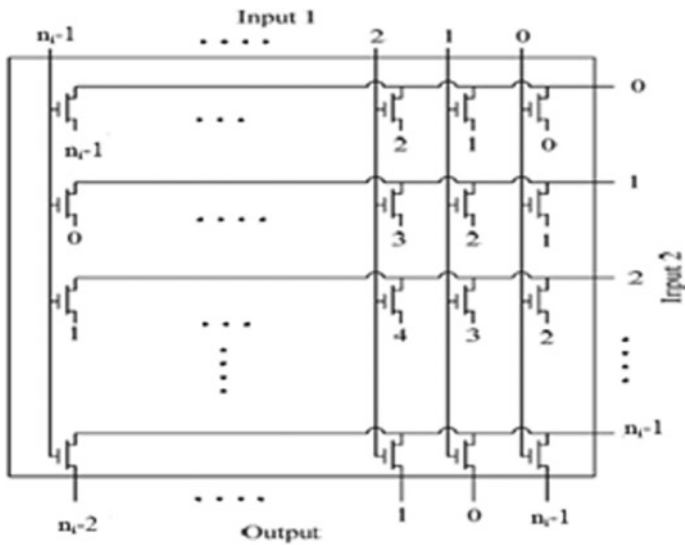 Input 1
nᵢ-1 . . . . 2 1 0
0
. . .
nᵢ-1 2 1 0
1
. . . .
0 3 2 1
2
Input 2
1 . . . 4 3 2
nᵢ-1
nᵢ-2 . . . . 1 0 nᵢ-1
Output